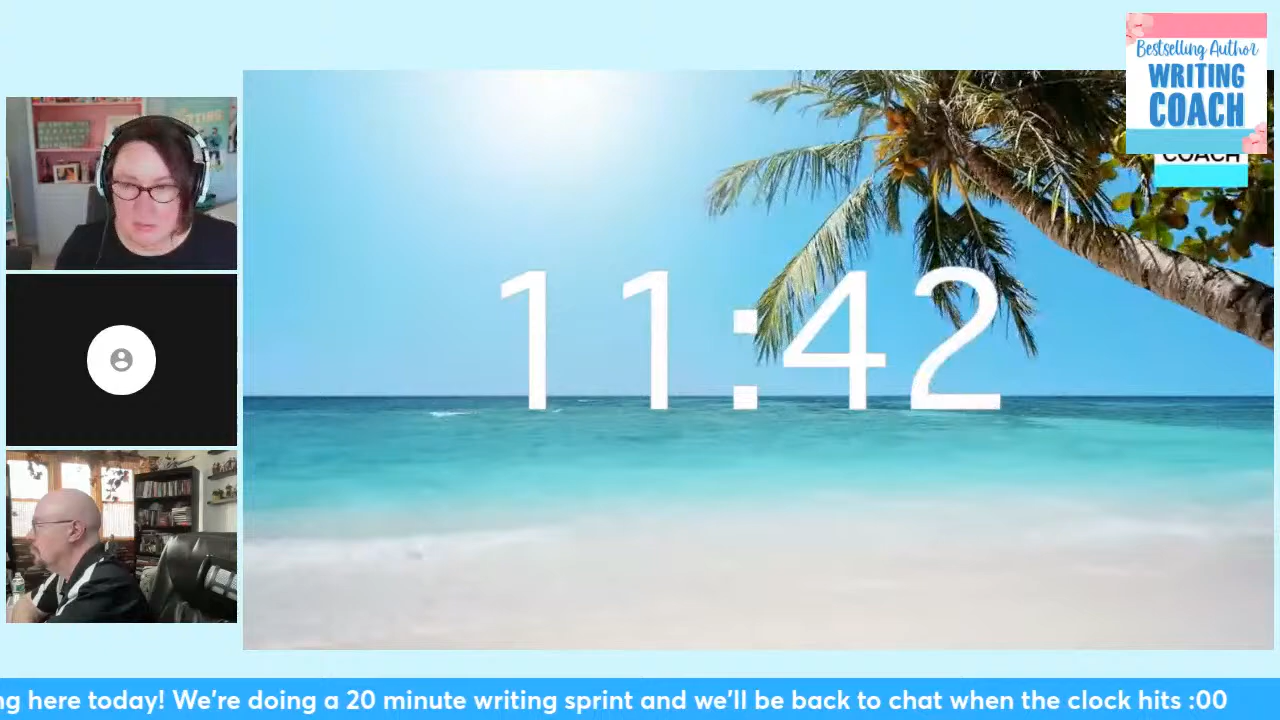 Bestselling Author
WRITING
COACH
COACH
11:42
ng here today! We're doing a 20 minute writing sprint and we'll be back to chat when the clock hits :00